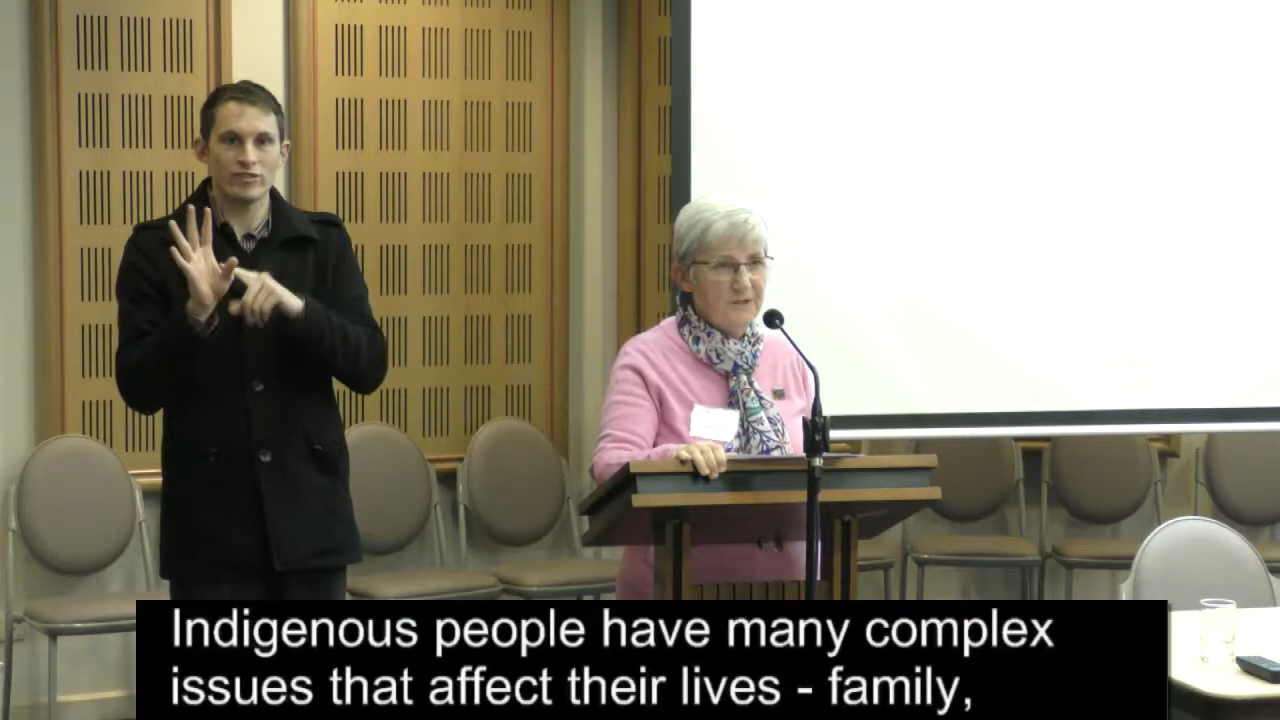 Indigenous people have many complex
issues that affect their lives - family,